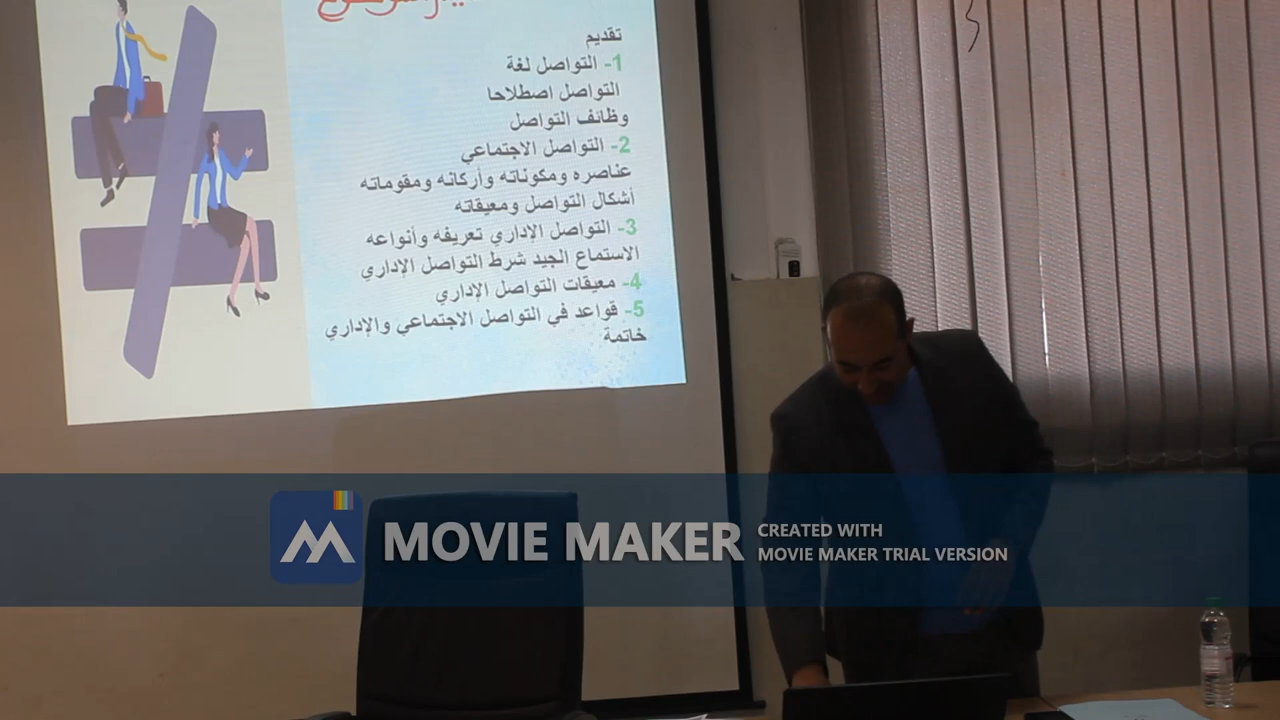 تقديم
1- التواصل لغة
التواصل اصطلاحا
وظائف التواصل
2- التواصل الاجتماعي
عناصره ومكوناته وأركانه ومقوماته
أشكال التواصل ومعيقاته
3- التواصل الإداري تعريفه وأنواعه
الاستماع الجيد شرط التواصل الإداري
4- معيقات التواصل الإداري
5- قواعد في التواصل الاجتماعي والإداري
خاتمة
MOVIE MAKER
CREATED WITH
MOVIE MAKER TRIAL VERSION